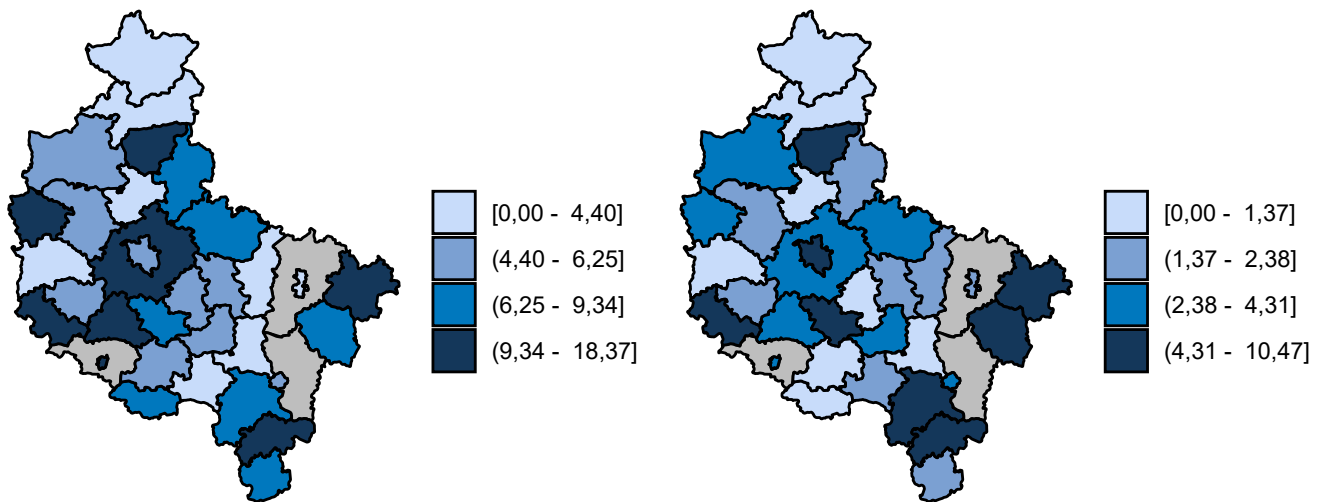 [0,00 - 4,40]
(4,40 - 6,25]
(6,25 - 9,34]
(9,34 - 18,37]
[0,00 - 1,37]
(1,37 - 2,38]
(2,38 - 4,31]
(4,31 - 10,47]